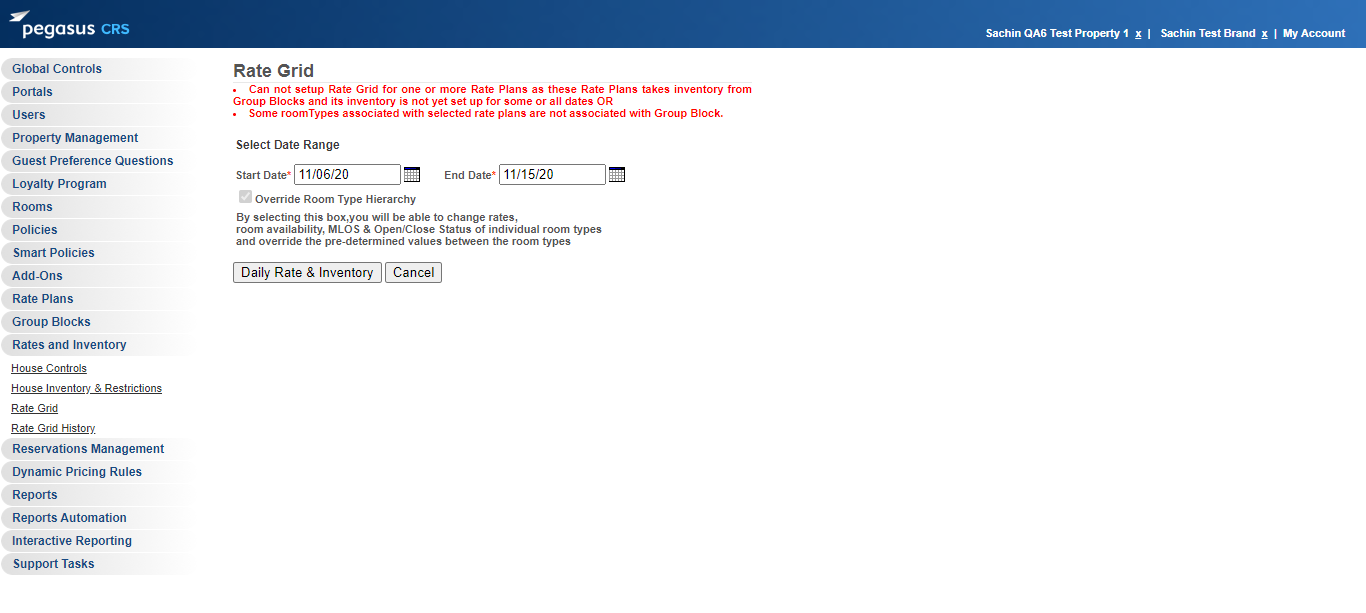 pegasus CRS
Sachin QA6 Test Property 1 x | Sachin Test Brand x | My Account
Global Controls
Portals
Users
Property Management
Guest Preference Questions
Loyalty Program
Rooms
Policies
Smart Policies
Add-Ons
Rate Plans
Group Blocks
Rates and Inventory
House Controls
House Inventory & Restrictions
Rate Grid
Rate Grid History
Reservations Management
Dynamic Pricing Rules
Reports
Reports Automation
Interactive Reporting
Support Tasks
Rate Grid
• Can not setup Rate Grid for one or more Rate Plans as these Rate Plans takes inventory from
Group Blocks and its inventory is not yet set up for some or all dates OR
• Some roomTypes associated with selected rate plans are not associated with Group Block.
Select Date Range
Start Date* 11/06/20 End Date* 11/15/20
Override Room Type Hierarchy
By selecting this box,you will be able to change rates,
room availability, MLOS & Open/Close Status of individual room types
and override the pre-determined values between the room types
Daily Rate & Inventory Cancel